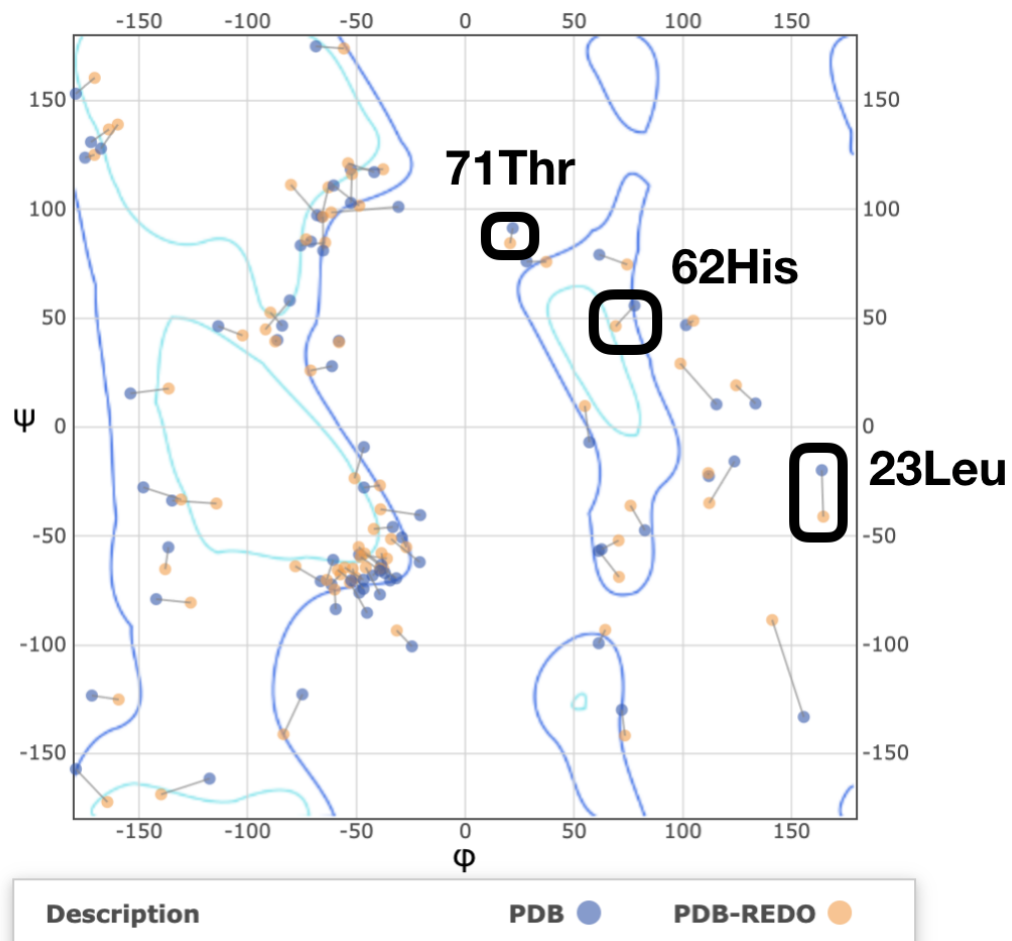 -150 -100 -50 0 50 100 150
150 150
71Thr
100 100
62His
50 50
ψ 0 0
23Leu
-50 -50
-100 -100
-150 -150
-150 -100 -50 0 50 100 150
φ
Description PDB PDB-REDO